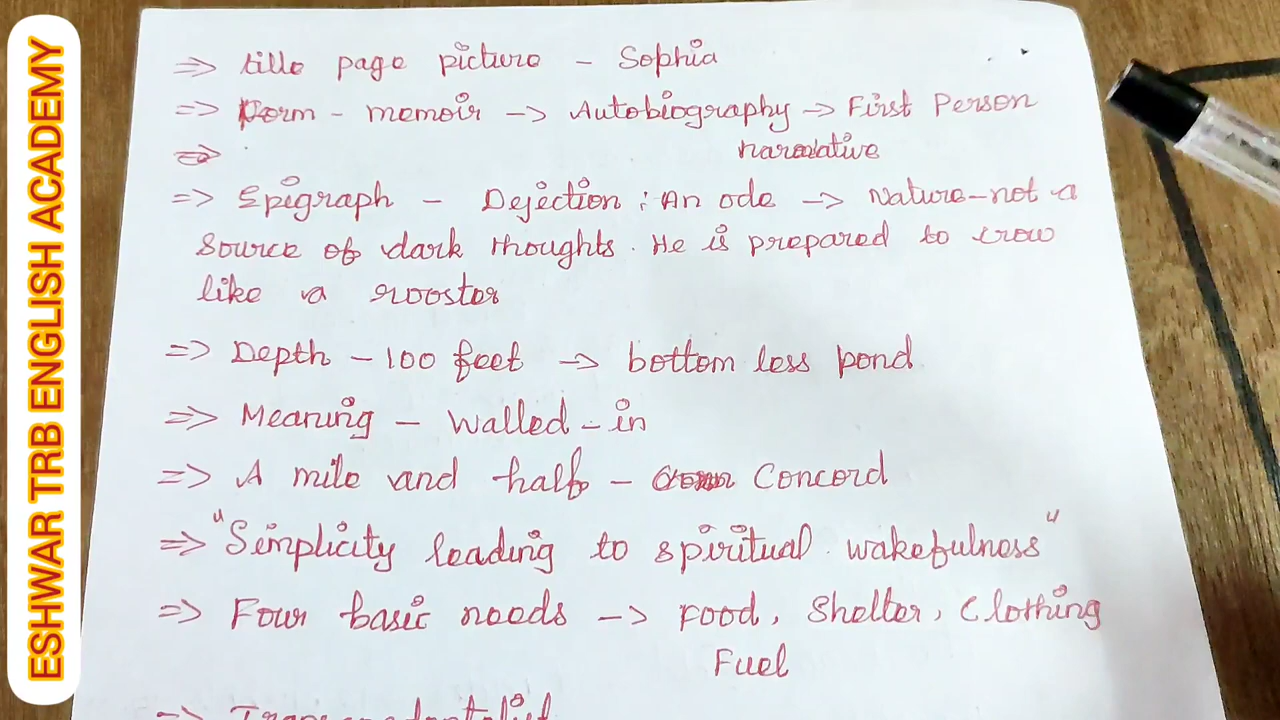 ESHWAR TRB ENGLISH ACADEMY
=> title page picture - Sophia
=> Form - memoir -> Autobiography -> First Person
=> narrative
=> Epigraph - Dejection : An ode -> Nature-not a
source of dark thoughts. He is prepared to crow
like a rooster
=> Depth - 100 feet -> bottom less pond
=> Meaning - Walled-in
=> A mile and half - Concord
=> "Simplicity leading to spiritual wakefulness"
=> Four basic needs -> Food, Shelter, Clothing
Fuel